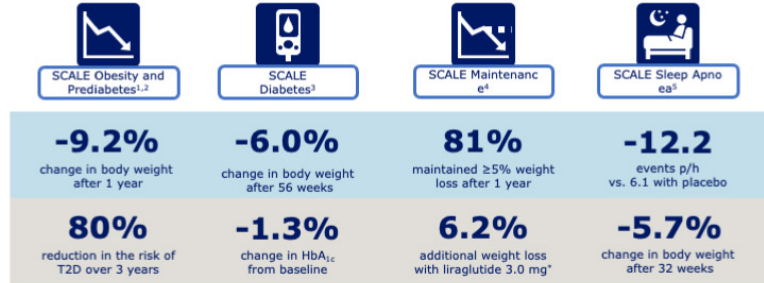 SCALE Obesity and
Prediabetes¹,²
SCALE
Diabetes³
SCALE Maintenanc
e⁴
SCALE Sleep Apno
ea⁵
-9.2%
change in body weight
after 1 year
-6.0%
change in body weight
after 56 weeks
81%
maintained ≥5% weight
loss after 1 year
-12.2
events p/h
vs. 6.1 with placebo
80%
reduction in the risk of
T2D over 3 years
-1.3%
change in HbA₁c
from baseline
6.2%
additional weight loss
with liraglutide 3.0 mg*
-5.7%
change in body weight
after 32 weeks